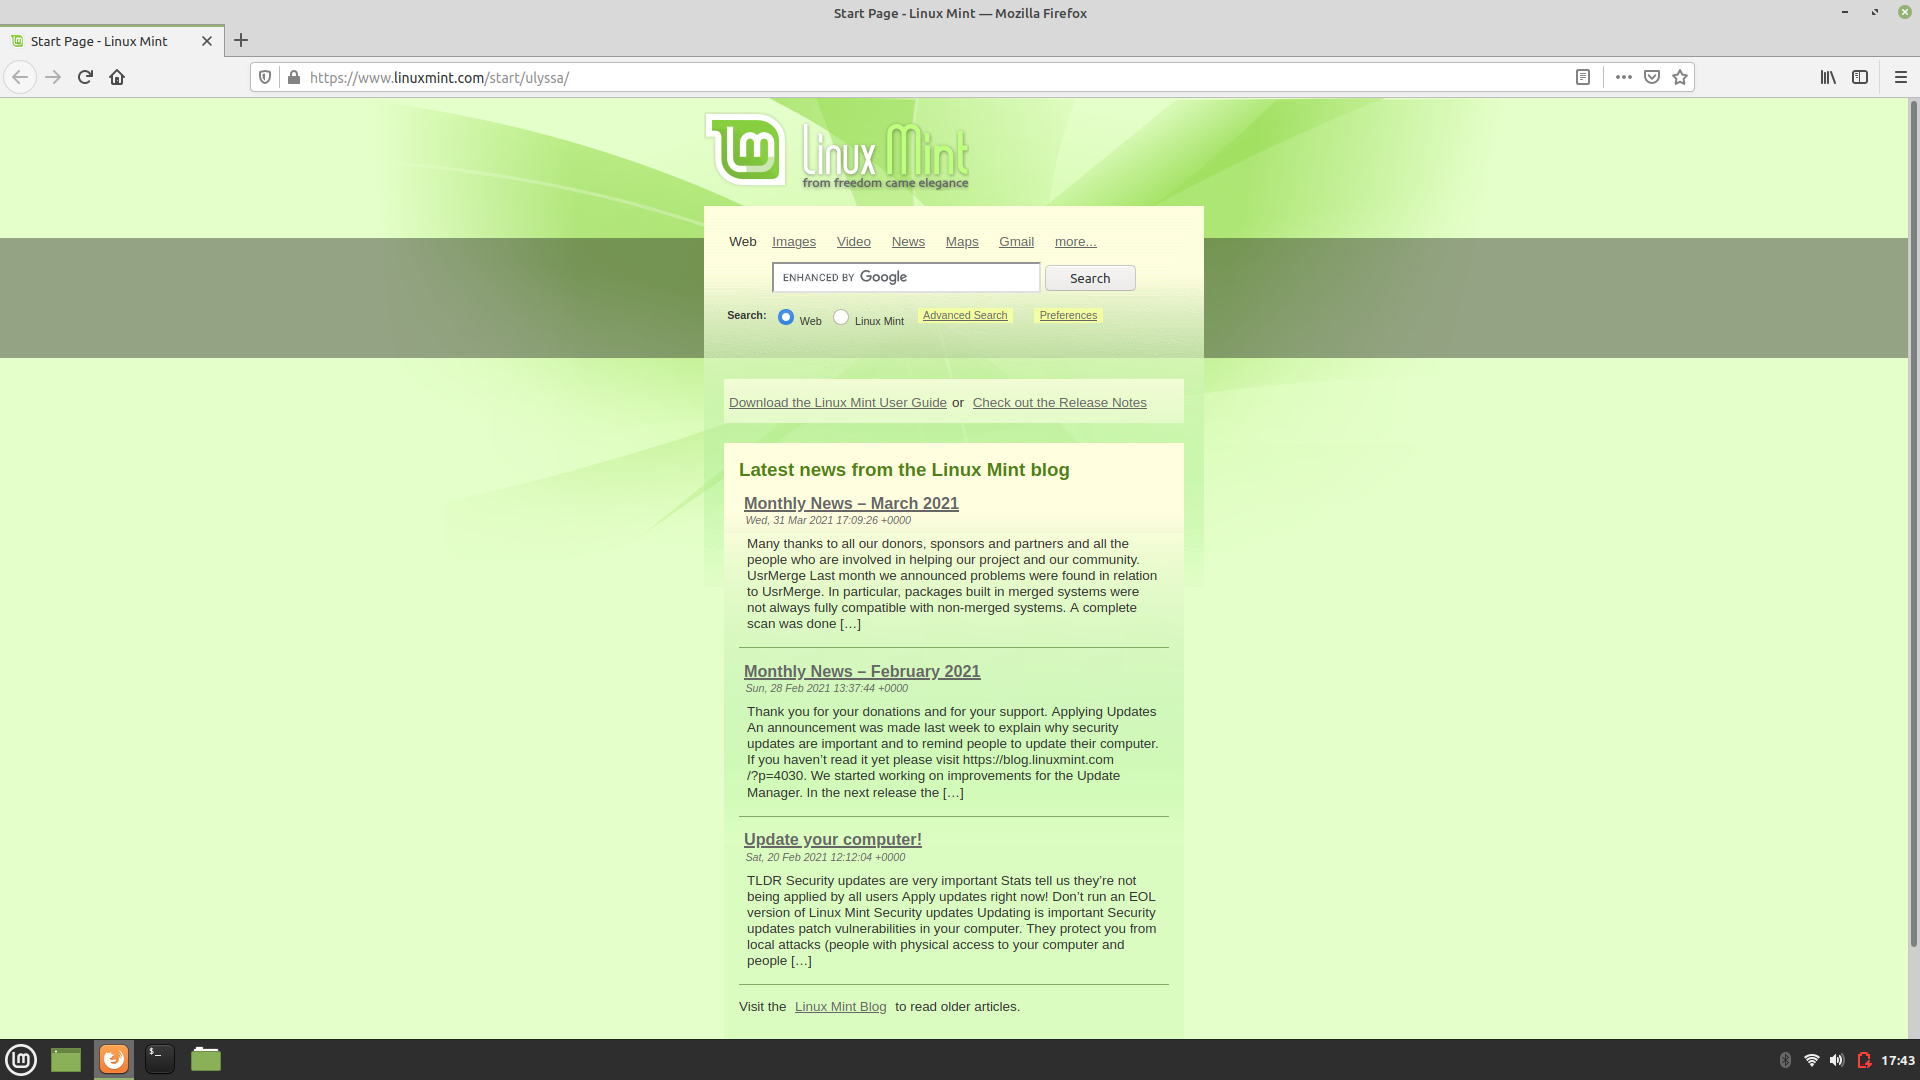 Start Page - Linux Mint — Mozilla Firefox
Start Page - Linux Mint
https://www.linuxmint.com/start/ulyssa/
Linux Mint
from freedom came elegance
Web Images Video News Maps Gmail more...
ENHANCED BY Google Search
Search: Web Linux Mint Advanced Search Preferences
Download the Linux Mint User Guide or Check out the Release Notes
Latest news from the Linux Mint blog
Monthly News – March 2021
Wed, 31 Mar 2021 17:09:26 +0000
Many thanks to all our donors, sponsors and partners and all the
people who are involved in helping our project and our community.
UsrMerge Last month we announced problems were found in relation
to UsrMerge. In particular, packages built in merged systems were
not always fully compatible with non-merged systems. A complete
scan was done […]
Monthly News – February 2021
Sun, 28 Feb 2021 13:37:44 +0000
Thank you for your donations and for your support. Applying Updates
An announcement was made last week to explain why security
updates are important and to remind people to update their computer.
If you haven’t read it yet please visit https://blog.linuxmint.com
/?p=4030. We started working on improvements for the Update
Manager. In the next release the […]
Update your computer!
Sat, 20 Feb 2021 12:12:04 +0000
TLDR Security updates are very important Stats tell us they’re not
being applied by all users Apply updates right now! Don’t run an EOL
version of Linux Mint Security updates Updating is important Security
updates patch vulnerabilities in your computer. They protect you from
local attacks (people with physical access to your computer and
people […]
Visit the Linux Mint Blog to read older articles.
$_
17:43